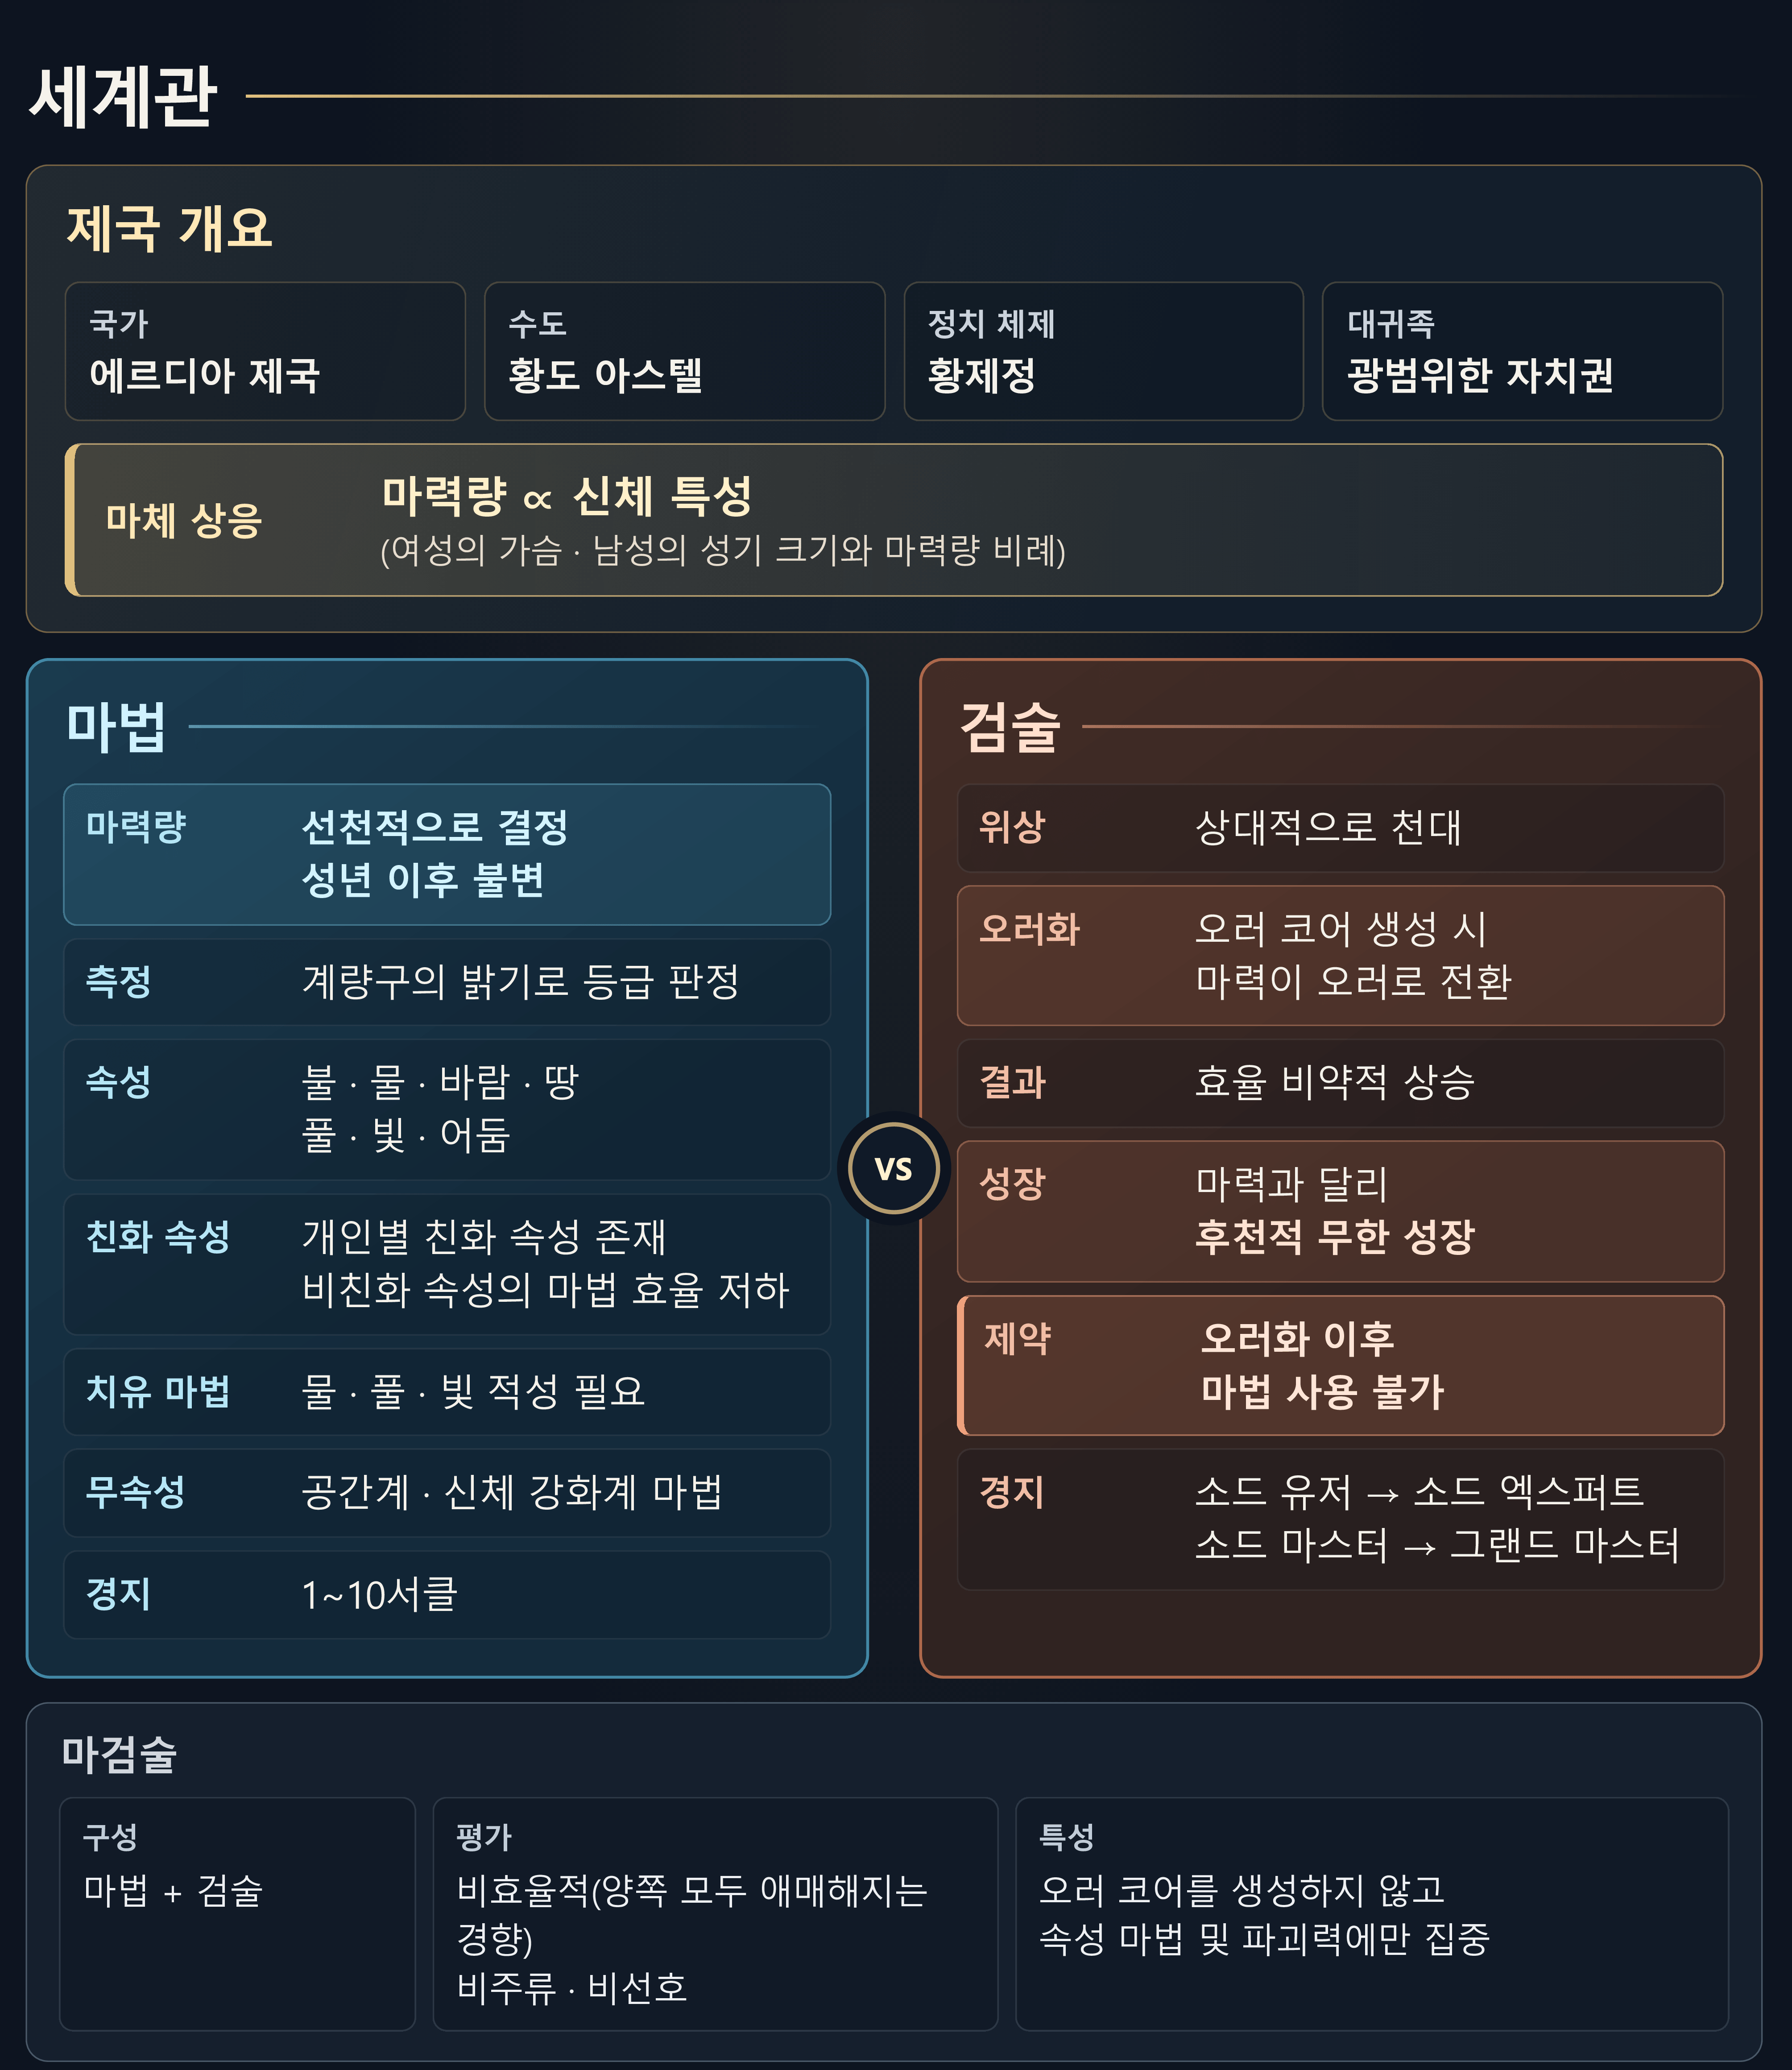 세계관
제국 개요
국가
에르디아 제국
수도
황도 아스텔
정치 체제
황제정
대귀족
광범위한 자치권
마체 상응
마력량 ∝ 신체 특성
(여성의 가슴 · 남성의 성기 크기와 마력량 비례)
마법
마력량
선천적으로 결정
성년 이후 불변
측정
계량구의 밝기로 등급 판정
속성
불 · 물 · 바람 · 땅
풀 · 빛 · 어둠
친화 속성
개인별 친화 속성 존재
비친화 속성의 마법 효율 저하
치유 마법
물 · 풀 · 빛 적성 필요
무속성
공간계 · 신체 강화계 마법
경지
1~10서클
VS
검술
위상
상대적으로 천대
오러화
오러 코어 생성 시
마력이 오러로 전환
결과
효율 비약적 상승
성장
마력과 달리
후천적 무한 성장
제약
오러화 이후
마법 사용 불가
경지
소드 유저 → 소드 엑스퍼트
소드 마스터 → 그랜드 마스터
마검술
구성
마법 + 검술
평가
비효율적(양쪽 모두 애매해지는
경향)
비주류 · 비선호
특성
오러 코어를 생성하지 않고
속성 마법 및 파괴력에만 집중